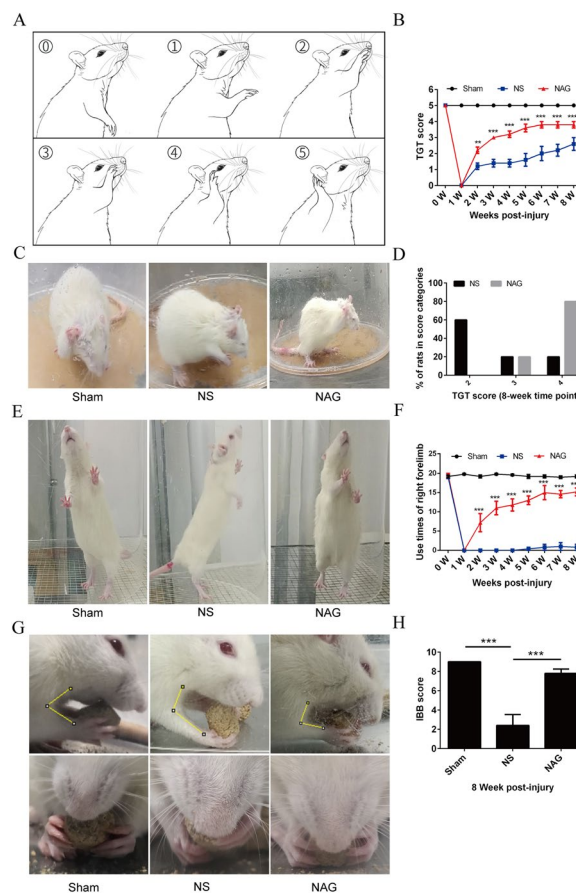 A
⓪ ① ②
③ ④ ⑤
B
Sham NS NAG
TGT score
6
5
4
3
2
1
0
** *** *** *** *** *** ***
0 W 1 W 2 W 3 W 4 W 5 W 6 W 7 W 8 W
Weeks post-injury
C
Sham NS NAG
D
NS NAG
% of rats in score categories
100
80
60
40
20
0
2 3 4
TGT score (8-week time point
E
Sham NS NAG
F
Sham NS NAG
Use times of right forelimb
25
20
15
10
5
0
*** *** *** *** *** *** **
0 W 1 W 2 W 3 W 4 W 5 W 6 W 7 W 8 W
Weeks post-injury
G
Sham NS NAG
H
*** ***
IBB score
10
8
6
4
2
0
Sham NS NAG
8 Week post-injury